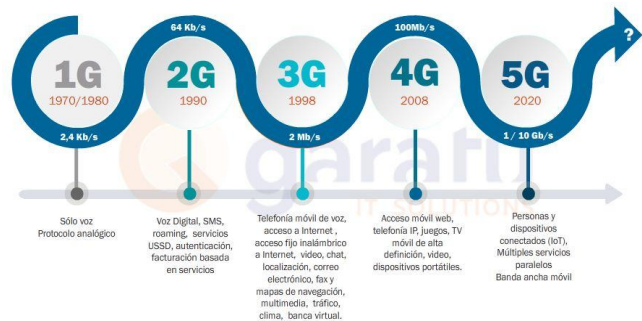 64 Kb/s
100Mb/s
?
1G
1970/1980
2G
1990
3G
1998
4G
2008
5G
2020
2,4 Kb/s
2 Mb/s
1 / 10 Gb/s
garatix
IT SOLUTION
Sólo voz
Protocolo analógico
Voz Digital, SMS,
roaming, servicios
USSD, autenticación,
facturación basada
en servicios
Telefonía móvil de voz,
acceso a Internet ,
acceso fijo inalámbrico
a Internet, video, chat,
localización, correo
electrónico, fax y
mapas de navegación,
multimedia, tráfico,
clima, banca virtual.
Acceso móvil web,
telefonía IP, juegos, TV
móvil de alta
definición, video,
dispositivos portátiles.
Personas y
dispositivos
conectados (IoT),
Múltiples servicios
paralelos
Banda ancha móvil